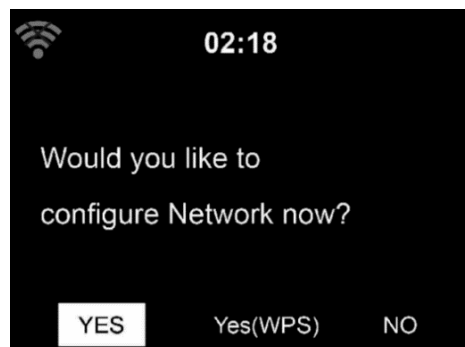 02:18
Would you like to
configure Network now?
YES Yes(WPS) NO